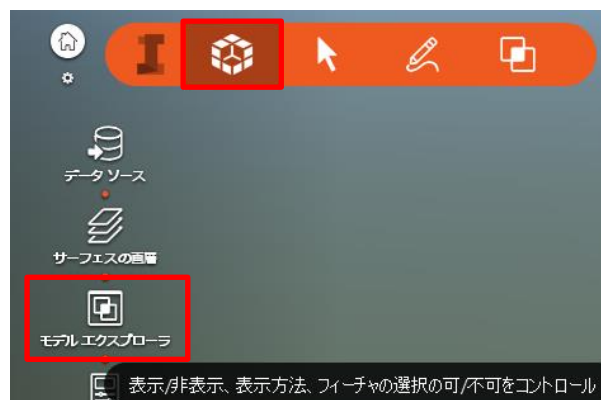 データ ソース
サーフェスの画層
モデル エクスプローラ
表示/非表示、表示方法、フィーチャの選択の可/不可をコントロール